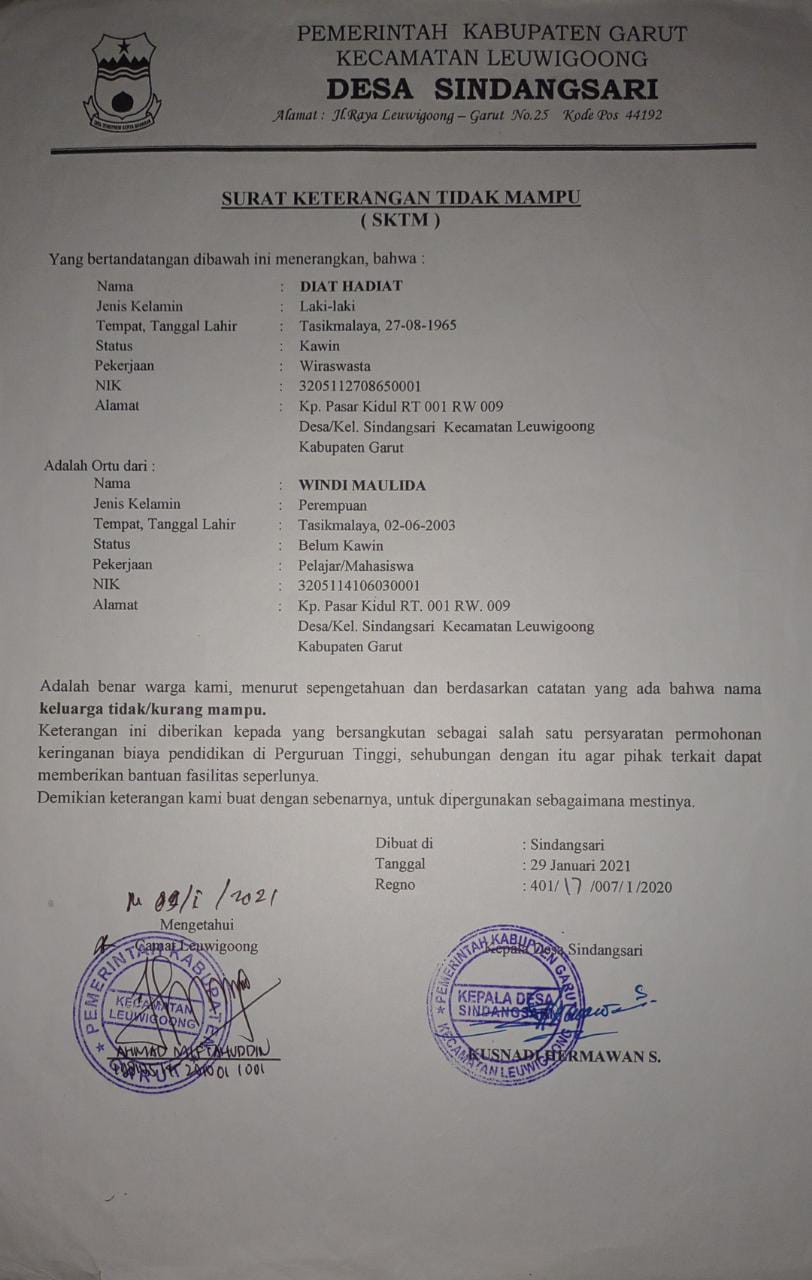 PEMERINTAH KABUPATEN GARUT
KECAMATAN LEUWIGOONG
DESA SINDANGSARI
Alamat : Jl.Raya Leuwigoong – Garut No.25 Kode Pos 44192
SURAT KETERANGAN TIDAK MAMPU
( SKTM )
Yang bertandatangan dibawah ini menerangkan, bahwa :
Nama : DIAT HADIAT
Jenis Kelamin : Laki-laki
Tempat, Tanggal Lahir : Tasikmalaya, 27-08-1965
Status : Kawin
Pekerjaan : Wiraswasta
NIK : 3205112708650001
Alamat : Kp. Pasar Kidul RT 001 RW 009
Desa/Kel. Sindangsari Kecamatan Leuwigoong
Kabupaten Garut
Adalah Ortu dari :
Nama : WINDI MAULIDA
Jenis Kelamin : Perempuan
Tempat, Tanggal Lahir : Tasikmalaya, 02-06-2003
Status : Belum Kawin
Pekerjaan : Pelajar/Mahasiswa
NIK : 3205114106030001
Alamat : Kp. Pasar Kidul RT. 001 RW. 009
Desa/Kel. Sindangsari Kecamatan Leuwigoong
Kabupaten Garut
Adalah benar warga kami, menurut sepengetahuan dan berdasarkan catatan yang ada bahwa nama
keluarga tidak/kurang mampu.
Keterangan ini diberikan kepada yang bersangkutan sebagai salah satu persyaratan permohonan
keringanan biaya pendidikan di Perguruan Tinggi, sehubungan dengan itu agar pihak terkait dapat
memberikan bantuan fasilitas seperlunya.
Demikian keterangan kami buat dengan sebenarnya, untuk dipergunakan sebagaimana mestinya.
Dibuat di : Sindangsari
Tanggal : 29 Januari 2021
Regno : 401/ 17 /007/1/2020
/2021
Mengetahui
Camat Leuwigoong
PEMERINTAH KABUPATEN GARUT
KECAMATAN
LEUWIGOONG
AHMAD MIFTAHUDDIN
Kepala Desa Sindangsari
PEMERINTAH KABUPATEN GARUT
KEPALA DESA
SINDANGSARI
KECAMATAN LEUWIGOONG
KUSNADI HERMAWAN S.